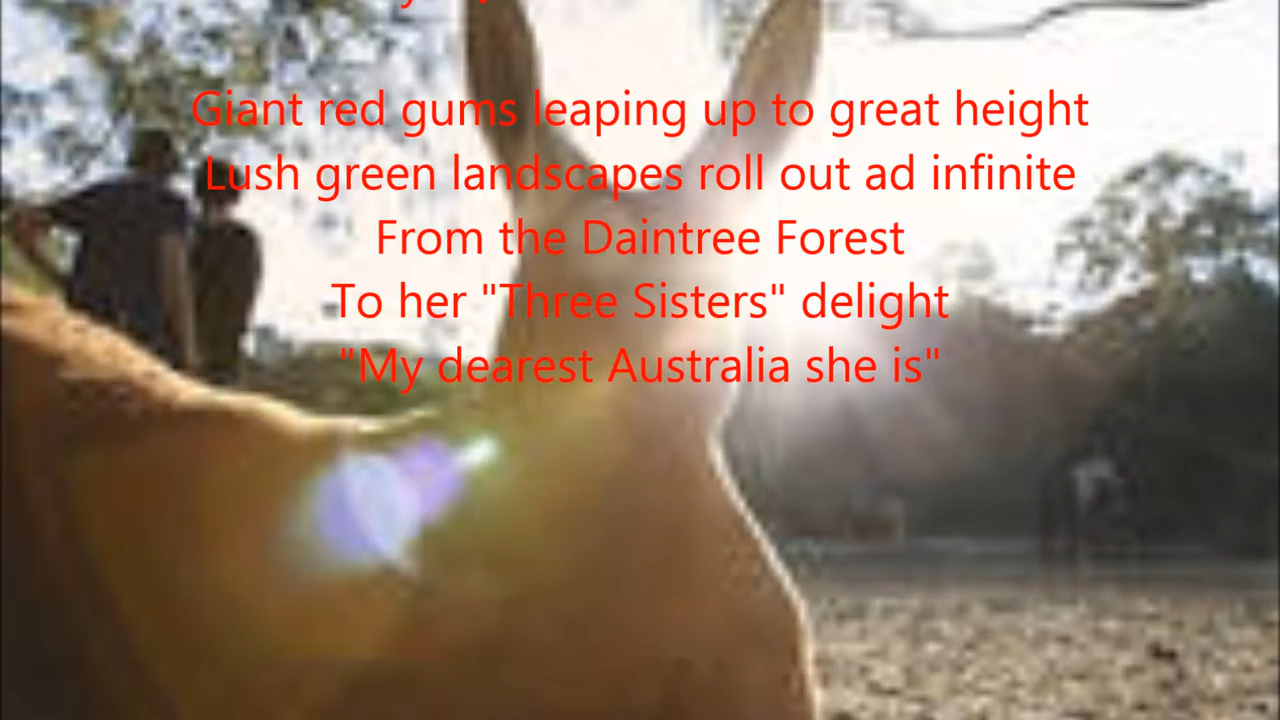 Giant red gums leaping up to great height
Lush green landscapes roll out ad infinite
From the Daintree Forest
To her "Three Sisters" delight
"My dearest Australia she is"